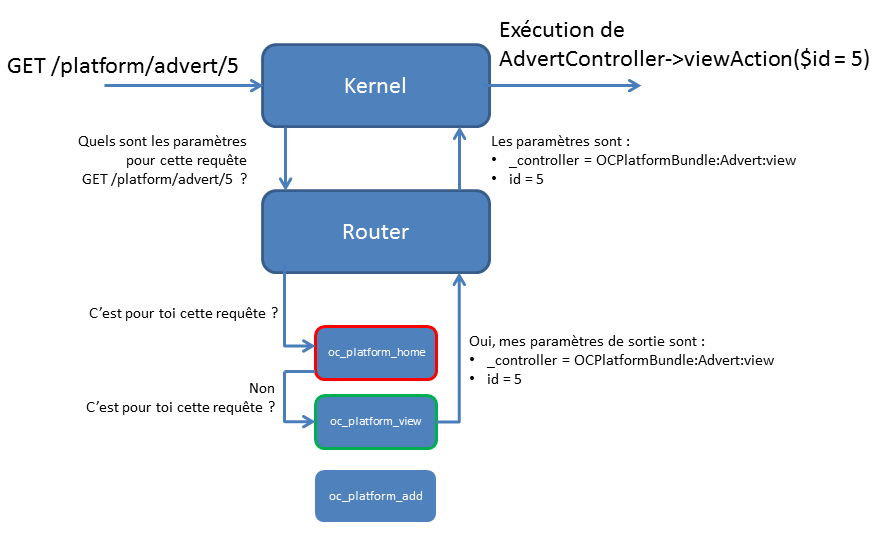 Exécution de
AdvertController->viewAction($id = 5)
GET /platform/advert/5
Kernel
Quels sont les paramètres
pour cette requête
GET /platform/advert/5 ?
Les paramètres sont :
• _controller = OCPlatformBundle:Advert:view
• id = 5
Router
C'est pour toi cette requête ?
oc_platform_home
Oui, mes paramètres de sortie sont :
• _controller = OCPlatformBundle:Advert:view
• id = 5
Non
C'est pour toi cette requête ?
oc_platform_view
oc_platform_add